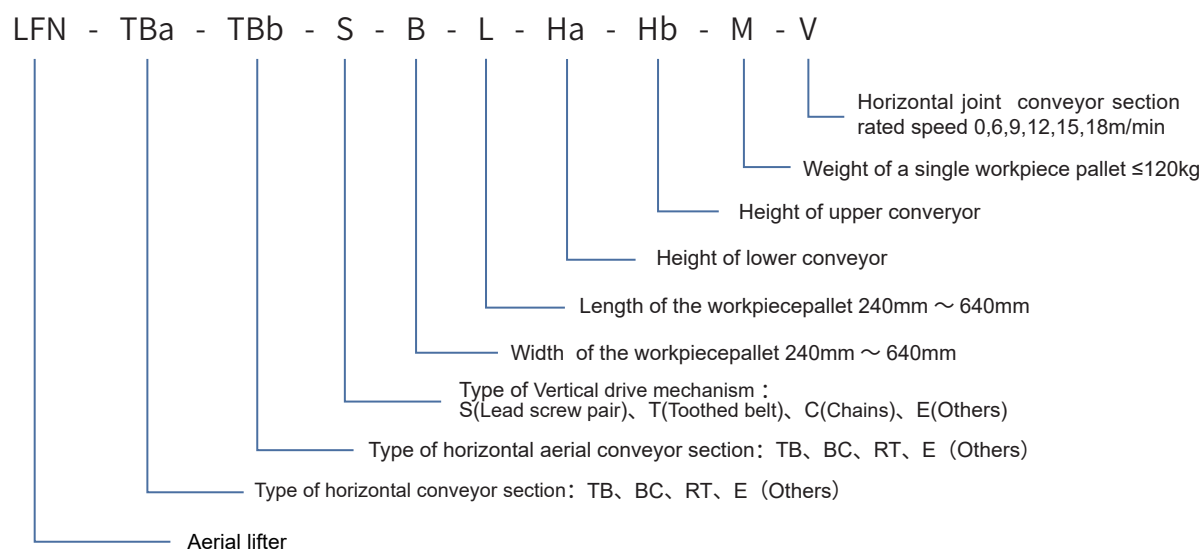 LFN - TBa - TBb - S - B - L - Ha - Hb - M - V
Horizontal joint conveyor section
rated speed 0,6,9,12,15,18m/min
Weight of a single workpiece pallet ≤120kg
Height of upper converyor
Height of lower conveyor
Length of the workpiecepallet 240mm ～ 640mm
Width of the workpiecepallet 240mm ～ 640mm
Type of Vertical drive mechanism：
S(Lead screw pair)、T(Toothed belt)、C(Chains)、E(Others)
Type of horizontal aerial conveyor section：TB、BC、RT、E（Others）
Type of horizontal conveyor section：TB、BC、RT、E（Others）
Aerial lifter